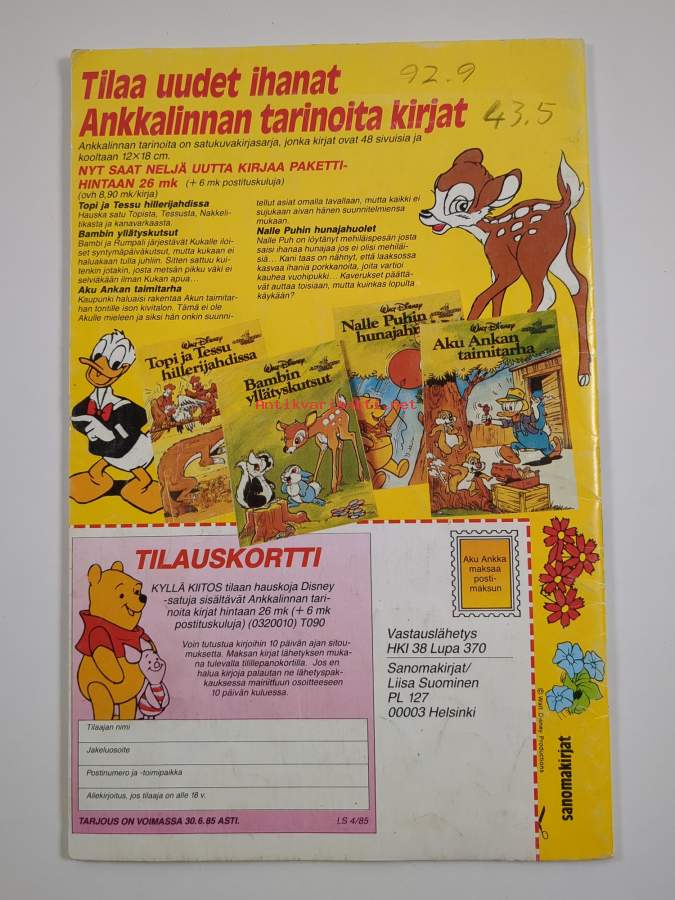 Tilaa uudet ihanat
92.9
Ankkalinnan tarinoita kirjat
43.5
Ankkalinnan tarinoita on satukuvakirjasarja, jonka kirjat ovat 48 sivuisia ja
kooltaan 12×18 cm.
NYT SAAT NELJÄ UUTTA KIRJAA PAKETTI-
HINTAAN 26 mk (+ 6 mk postituskuluja)
(ovh 8,90 mk/kirja)
Topi ja Tessu hillerijahdissa
Hauska satu Topista, Tessusta, Nakkeli-
tikasta ja kanavarkaasta.
Bambin yllätyskutsut
Bambi ja Rumpali järjestävät Kukalle iloi-
set syntymäpäiväkutsut, mutta kukaan ei
haluakaan tulla juhliin. Sitten sattuu kui-
tenkin jotakin, josta metsän pikku väki ei
selviäkään ilman Kukan apua...
Aku Ankan taimitarha
Kaupunki haluaisi rakentaa Akun taimitar-
han tontille ison kivitalon. Tämä ei ole
Akulle mieleen ja siksi hän onkin suunni-
tellut asiat omalla tavallaan, mutta kaikki ei
sujukaan aivan hänen suunnitelmiensa
mukaan.
Nalle Puhin hunajahuolet
Nalle Puh on löytänyt mehiläispesän josta
saisi ihanaa hunajaa jos ei olisi mehiläi-
siä... Kani taas on nähnyt, että laaksossa
kasvaa ihania porkkanoita, joita vartioi
kauhea vuohipukki... Kaverukset päättä-
vät auttaa toisiaan, mutta kuinkas lopulta
käykään?
Walt Disney
Topi ja Tessu
hillerijahdissa
Walt Disney
Bambin
yllätyskutsut
Nalle Puhin
Walt Disney
Aku Ankan
taimitarha
Antikvariaatti.net
TILAUSKORTTI
KYLLÄ KIITOS tilaan hauskoja Disney
-satuja sisältävät Ankkalinnan tari-
noita kirjat hintaan 26 mk (+ 6 mk
postituskuluja) (0320010) T090
Voin tutustua kirjoihin 10 päivän ajan sitou-
muksetta. Maksan kirjat lähetyksen muka-
na tulevalla tilillepanokortilla. Jos en
halua kirjoja palautan ne lähetyspak-
kauksessa mainittuun osoitteeseen
10 päivän kuluessa.
Tilaajan nimi
Jakeluosoite
Postinumero ja -toimipaikka
Allekirjoitus, jos tilaaja on alle 18 v.
TARJOUS ON VOIMASSA 30.6.85 ASTI.
LS 4/85
Aku Ankka
maksaa
posti-
maksun
Vastauslähetys
HKI 38 Lupa 370
Sanomakirjat/
Liisa Suominen
PL 127
00003 Helsinki
© Walt Disney Productions
sanomakirjat